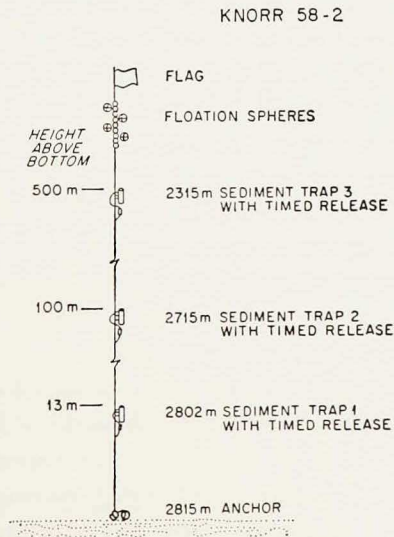 KNORR 58-2
FLAG
FLOATION SPHERES
HEIGHT
ABOVE
BOTTOM
500 m
2315m SEDIMENT TRAP 3
WITH TIMED RELEASE
100 m
2715m SEDIMENT TRAP 2
WITH TIMED RELEASE
13 m
2802m SEDIMENT TRAP 1
WITH TIMED RELEASE
2815m ANCHOR